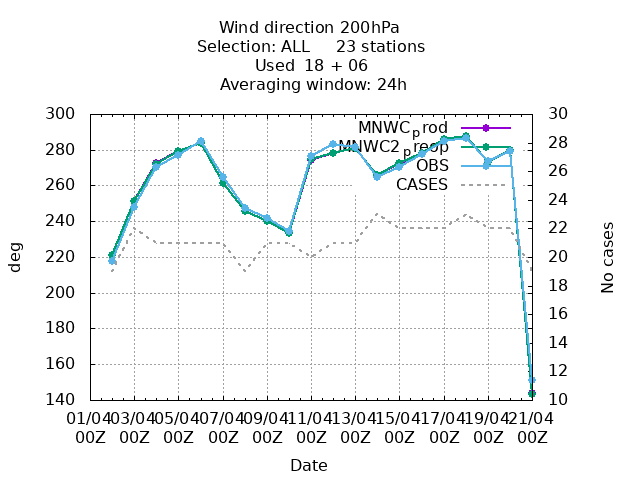 Wind direction 200hPa
Selection: ALL 23 stations
Used 18 + 06
Averaging window: 24h
300 30
280 28
260 26
240 24
220 22
200 20
180 18
160 16
140 14
12
10
deg
No cases
MNWCprod
MNWC2preop
OBS
CASES
01/04 03/04 05/04 07/04 09/04 11/04 13/04 15/04 17/04 19/04 21/04
00Z 00Z 00Z 00Z 00Z 00Z 00Z 00Z 00Z 00Z 00Z
Date